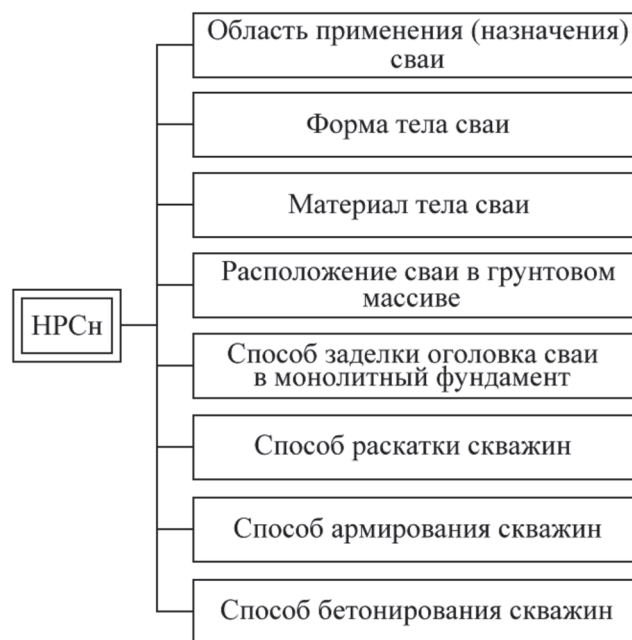 Область применения (назначения)
сваи
Форма тела сваи
Материал тела сваи
Расположение сваи в грунтовом
массиве
НРСн
Способ заделки оголовка сваи
в монолитный фундамент
Способ раскатки скважин
Способ армирования скважин
Способ бетонирования скважин